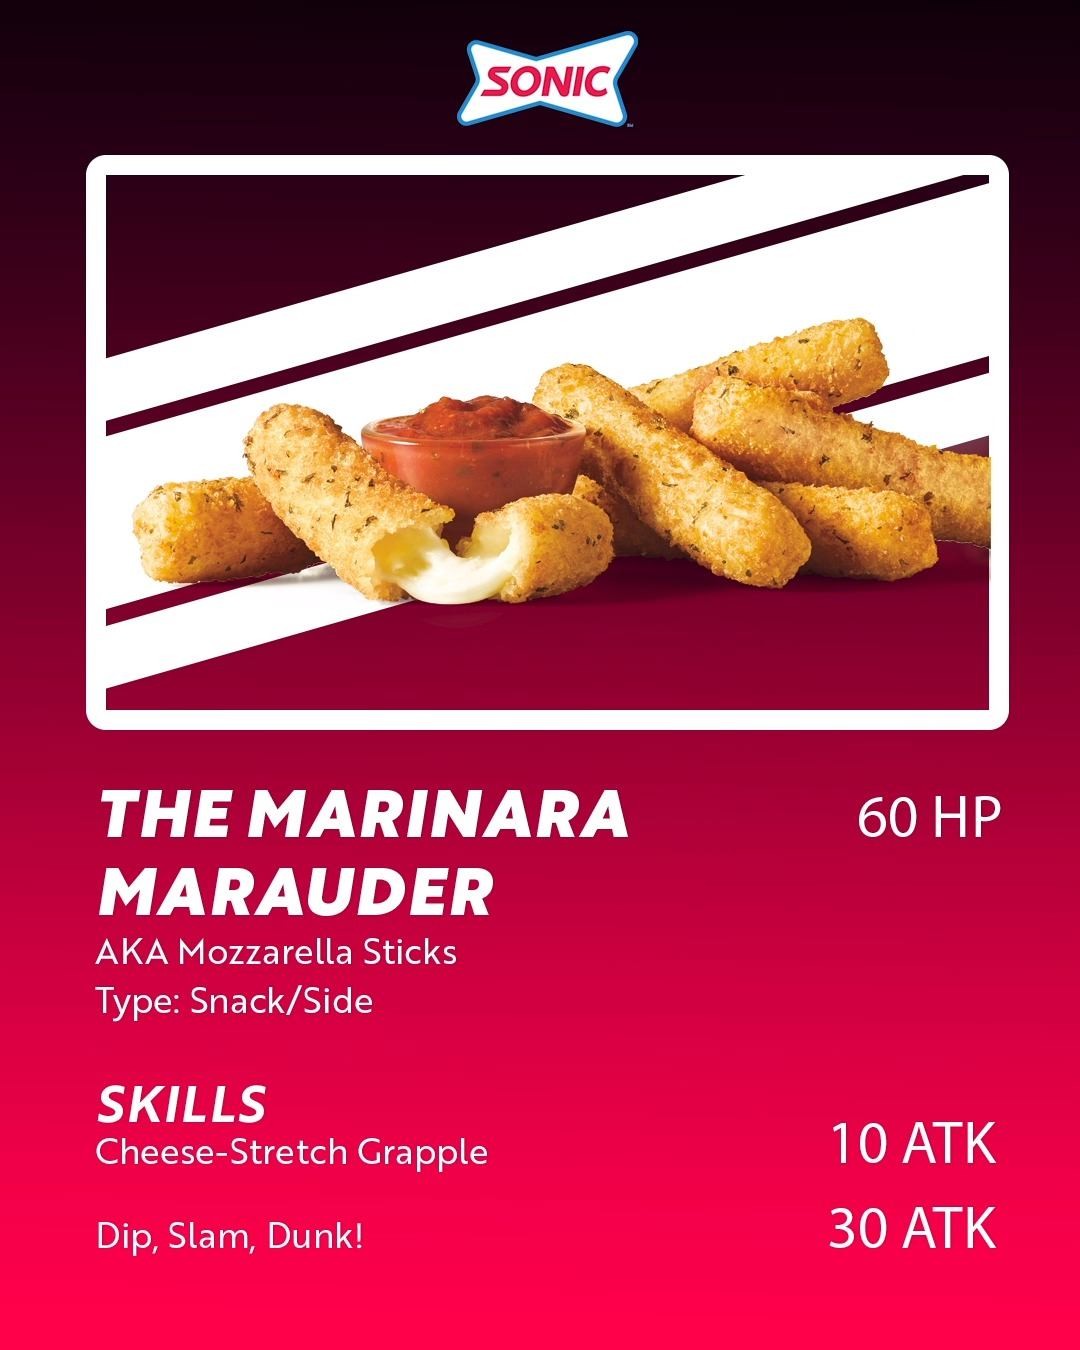 SONIC
THE MARINARA
MARAUDER
60 HP
AKA Mozzarella Sticks
Type: Snack/Side
SKILLS
Cheese-Stretch Grapple
10 ATK
Dip, Slam, Dunk!
30 ATK